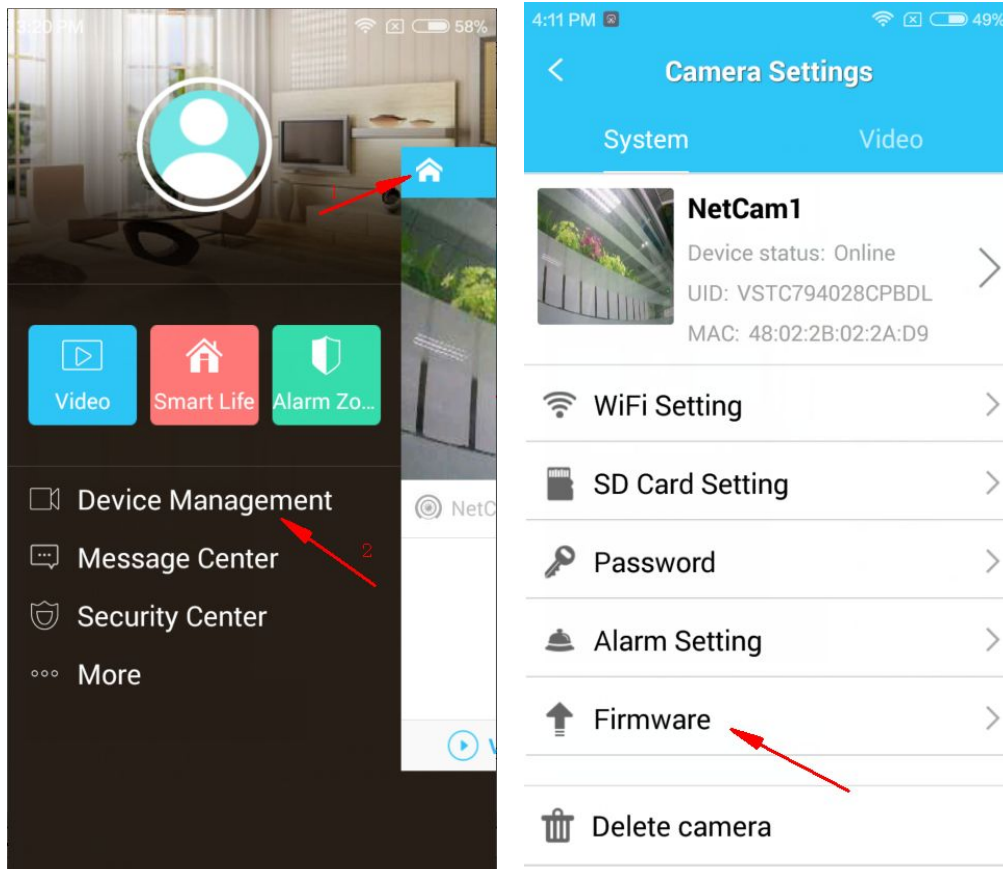 3:20 PM
58%
1
Video
Smart Life
Alarm Zo...
Device Management
2
Message Center
Security Center
More
NetC
V
4:11 PM
49%
Camera Settings
System
Video
NetCam1
Device status: Online
UID: VSTC794028CPBDL
MAC: 48:02:2B:02:2A:D9
WiFi Setting
SD Card Setting
Password
Alarm Setting
Firmware
Delete camera